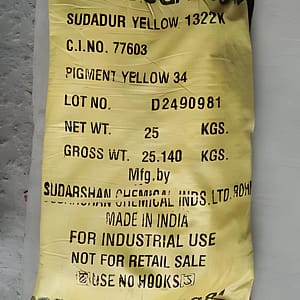 SUDADUR YELLOW 1322K
C.I.NO. 77603
PIGMENT YELLOW 34
LOT NO. D2490981
NET WT. 25 KGS.
GROSS WT. 25.140 KGS.
Mfg.by
SUDARSHAN CHEMICAL INDS.LTD.ROH
MADE IN INDIA
FOR INDUSTRIAL USE
NOT FOR RETAIL SALE
USE NO HOOKS